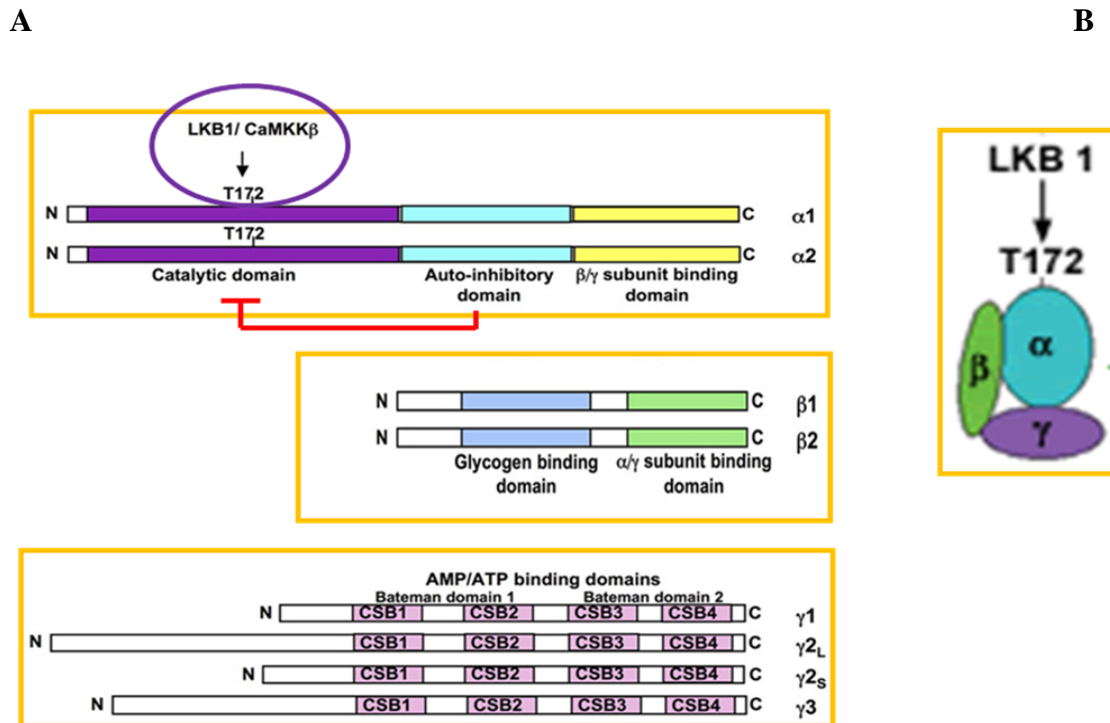 A
B
LKB1/ CaMKKβ
T172
N C α1
T172
N C α2
Catalytic domain Auto-inhibitory domain β/γ subunit binding domain
N C β1
N C β2
Glycogen binding domain α/γ subunit binding domain
AMP/ATP binding domains
Bateman domain 1 Bateman domain 2
N CSB1 CSB2 CSB3 CSB4 C γ1
N CSB1 CSB2 CSB3 CSB4 C γ2L
N CSB1 CSB2 CSB3 CSB4 C γ2S
N CSB1 CSB2 CSB3 CSB4 C γ3
LKB 1
T172
α
β
γ